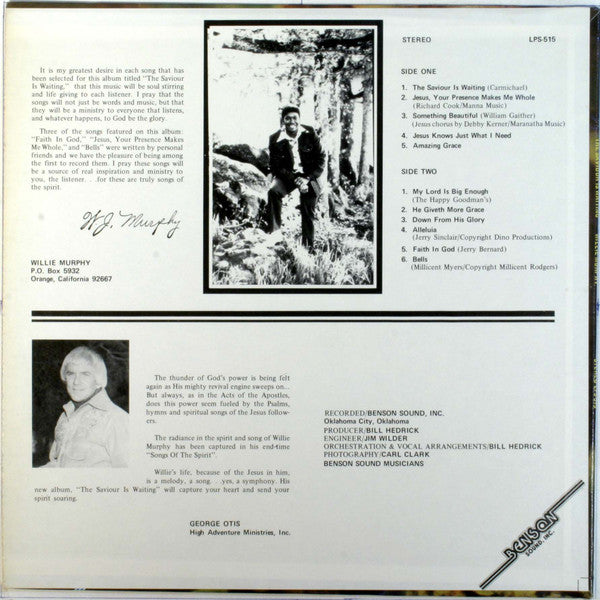 It is my greatest desire in each song that has
been selected for this album titled "The Saviour
Is Waiting," that this music will be soul stirring
and life giving to each listener. I pray that the
songs will not just be words and music, but that
they will be a ministry to everyone that listens,
and whatever happens, to God be the glory.
Three of the songs featured on this album:
"Faith In God," "Jesus, Your Presence Makes
Me Whole," and "Bells" were written by personal
friends and we have the pleasure of being among
the first to record them. I pray these songs will
be a source of real inspiration and ministry to
you, the listener. . .for these are truly songs of
the spirit.
W.J. Murphy
WILLIE MURPHY
P.O. Box 5932
Orange, California 92667
STEREO LPS-515
SIDE ONE
1. The Saviour Is Waiting (Carmichael)
2. Jesus, Your Presence Makes Me Whole
(Richard Cook/Manna Music)
3. Something Beautiful (William Gaither)
(Jesus chorus by Debby Kerner/Maranatha Music)
4. Jesus Knows Just What I Need
5. Amazing Grace
SIDE TWO
1. My Lord Is Big Enough
(The Happy Goodman's)
2. He Giveth More Grace
3. Down From His Glory
4. Alleluia
(Jerry Sinclair/Copyright Dino Productions)
5. Faith In God (Jerry Bernard)
6. Bells
(Millicent Myers/Copyright Millicent Rodgers)
The thunder of God's power is being felt
again as His mighty revival engine sweeps on...
But always, as in the Acts of the Apostles,
does this power seem fueled by the Psalms,
hymns and spiritual songs of the Jesus follow-
ers.
The radiance in the spirit and song of Willie
Murphy has been captured in his end-time
"Songs Of The Spirit".
Willie's life, because of the Jesus in him,
is a melody, a song. . .yes, a symphony. His
new album, "The Saviour Is Waiting" will capture your heart and send your
spirit soaring.
GEORGE OTIS
High Adventure Ministries, Inc.
RECORDED/BENSON SOUND, INC.
Oklahoma City, Oklahoma
PRODUCER/BILL HEDRICK
ENGINEER/JIM WILDER
ORCHESTRATION & VOCAL ARRANGEMENTS/BILL HEDRICK
PHOTOGRAPHY/CARL CLARK
BENSON SOUND MUSICIANS
BENSON
SOUND, INC.